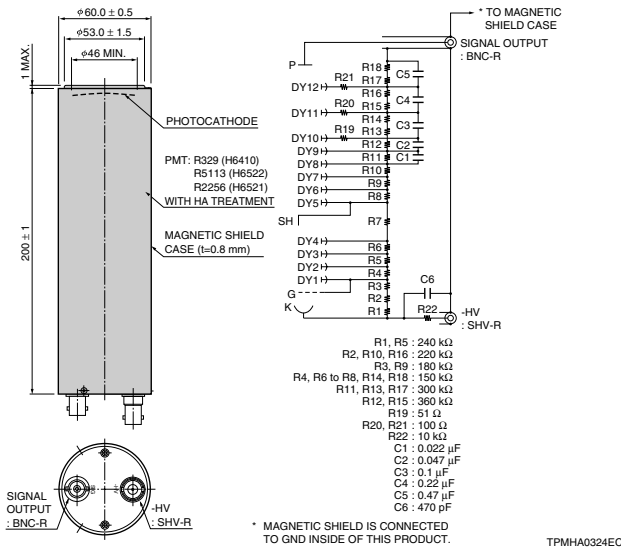 φ60.0 ± 0.5
φ53.0 ± 1.5
φ46 MIN.
1 MAX.
200 ± 1
PHOTOCATHODE
PMT: R329 (H6410)
R5113 (H6522)
R2256 (H6521)
WITH HA TREATMENT
MAGNETIC SHIELD
CASE (t=0.8 mm)
SIGNAL
OUTPUT
: BNC-R
-HV
: SHV-R
* TO MAGNETIC
SHIELD CASE
SIGNAL OUTPUT
: BNC-R
P
R18
R21
R17
C5
DY12
R16
R20
R15
C4
DY11
R14
R19
R13
C3
DY10
R12
C2
DY9
R11
C1
DY8
R10
DY7
R9
DY6
R8
DY5
SH
R7
DY4
R6
DY3
R5
DY2
R4
DY1
R3
C6
G
R2
K
R1
R22
-HV
: SHV-R
R1, R5 : 240 kΩ
R2, R10, R16 : 220 kΩ
R3, R9 : 180 kΩ
R4, R6 to R8, R14, R18 : 150 kΩ
R11, R13, R17 : 300 kΩ
R12, R15 : 360 kΩ
R19 : 51 Ω
R20, R21 : 100 Ω
R22 : 10 kΩ
C1 : 0.022 µF
C2 : 0.047 µF
C3 : 0.1 µF
C4 : 0.22 µF
C5 : 0.47 µF
C6 : 470 pF
* MAGNETIC SHIELD IS CONNECTED
TO GND INSIDE OF THIS PRODUCT.
TPMHA0324EC